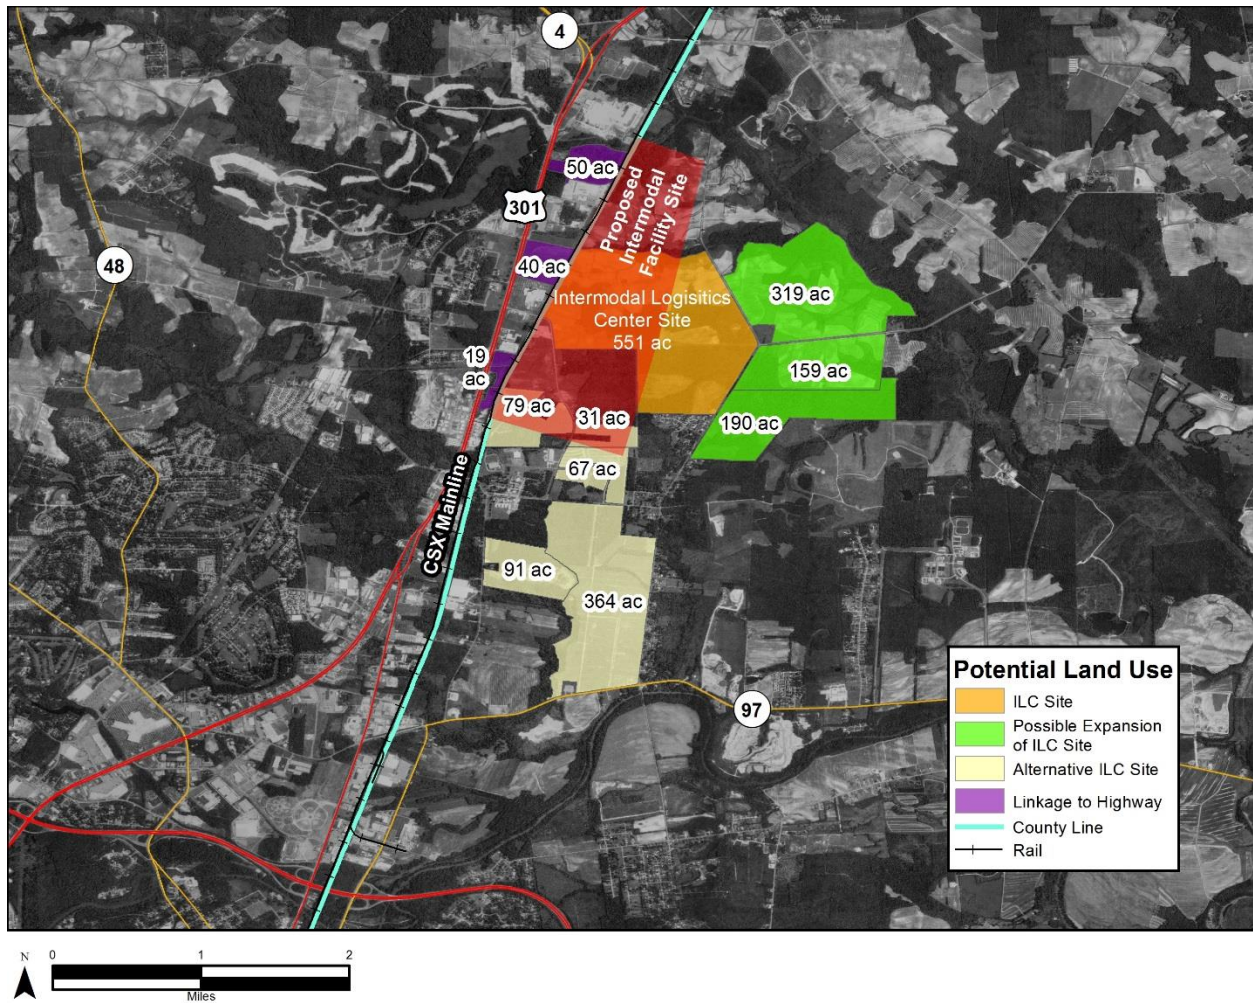 4
50 ac
301
Proposed
Intermodal
Facility Site
48
40 ac
319 ac
Intermodal Logisitics
Center Site
551 ac
19
ac
159 ac
79 ac
31 ac
190 ac
67 ac
CSX Mainline
91 ac
364 ac
97
Potential Land Use
ILC Site
Possible Expansion
of ILC Site
Alternative ILC Site
Linkage to Highway
County Line
Rail
N
0 1 2
Miles